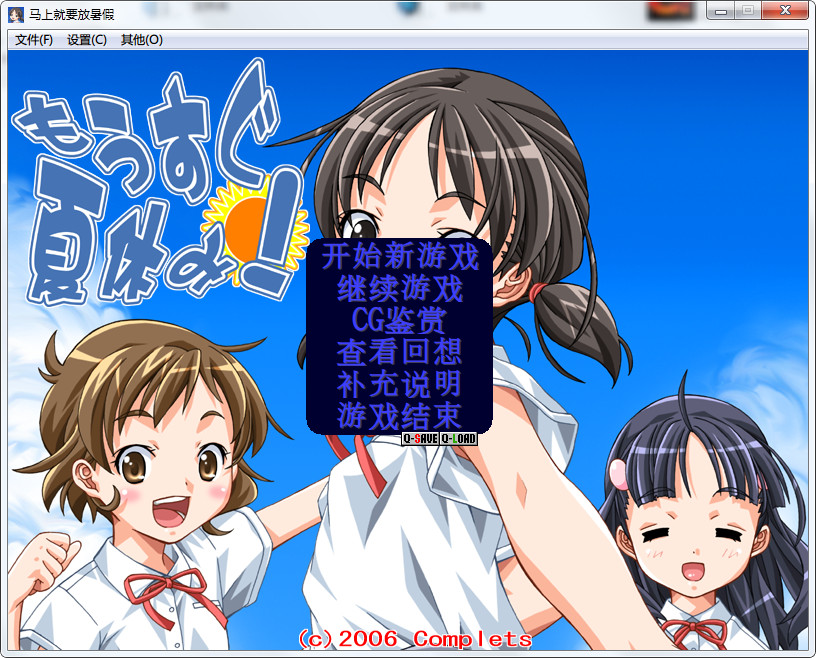 马上就要放暑假
文件(F) 设置(C) 其他(O)
もうすぐ
夏休み!
开始新游戏
继续游戏
CG鉴赏
查看回想
补充说明
游戏结束
Q-SAVE Q-LOAD
(c)2006 Complets